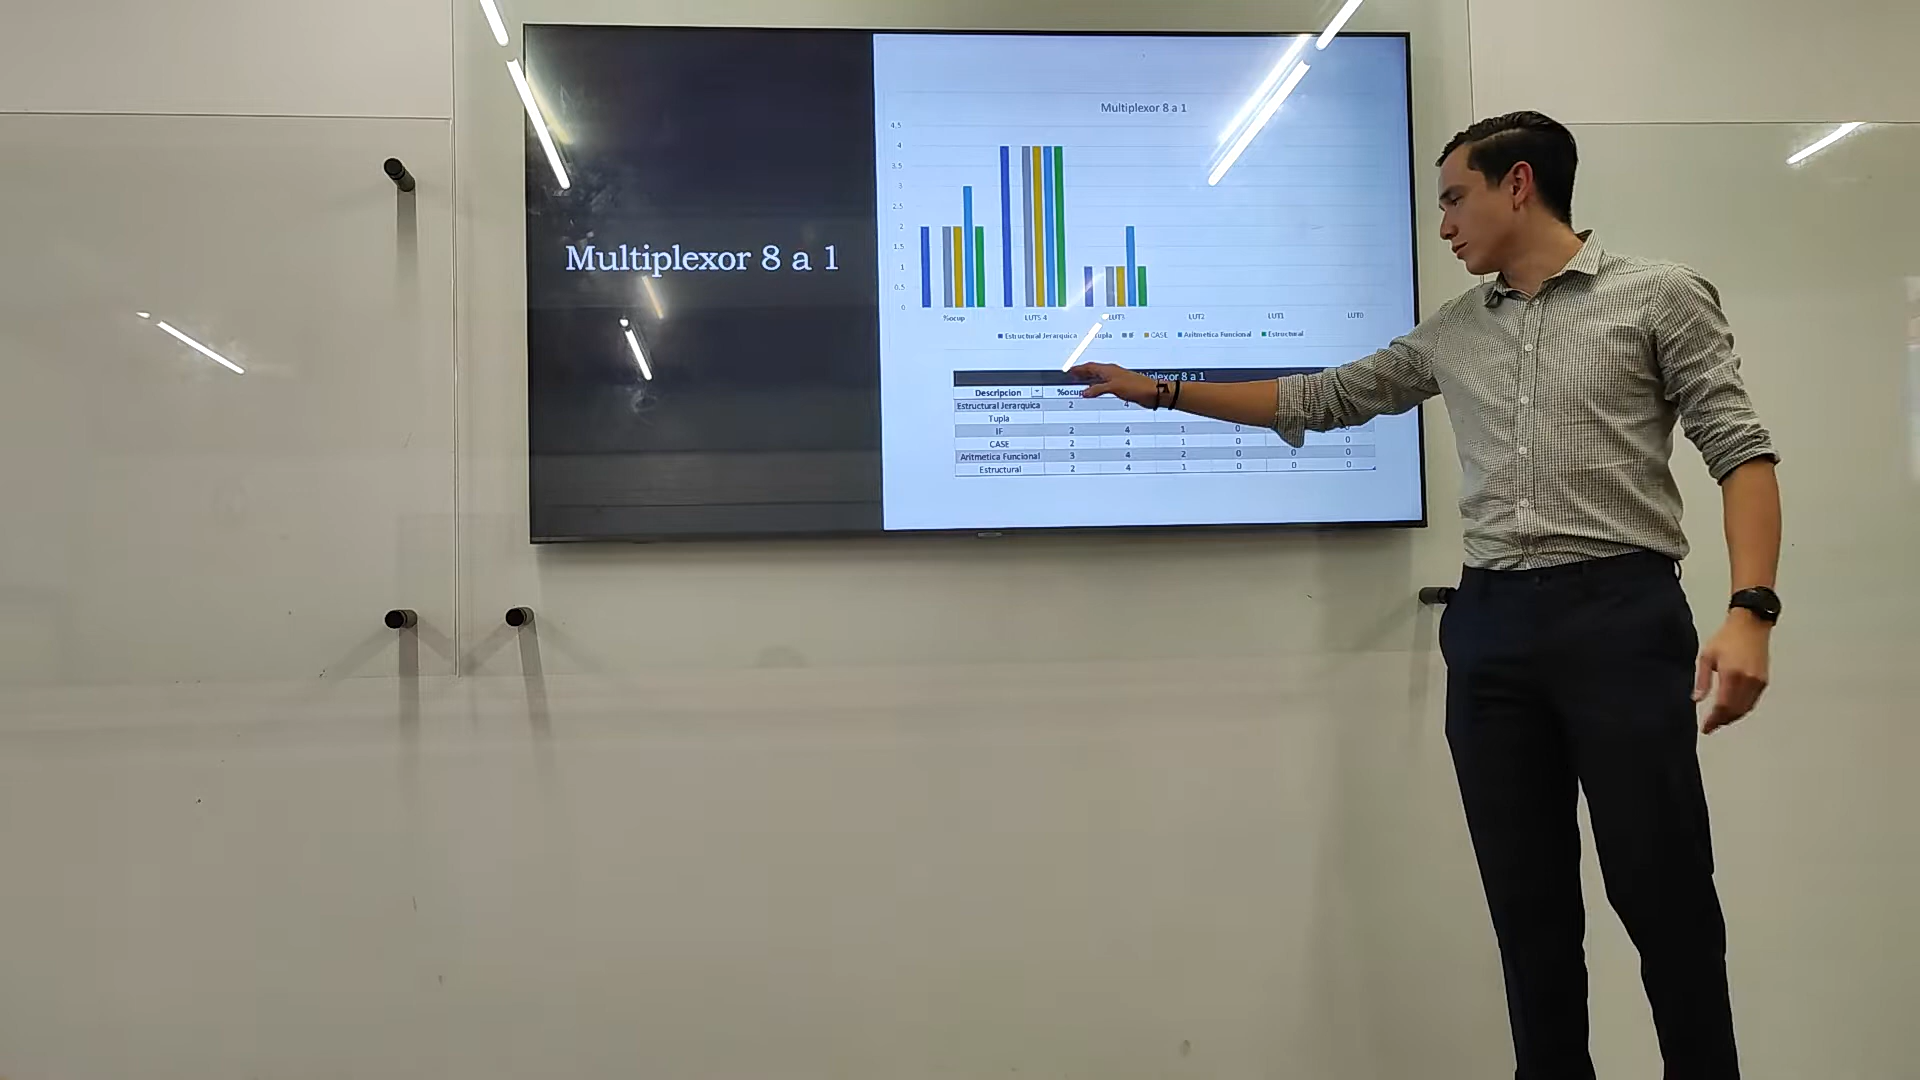 Multiplexor 8 a 1
Multiplexor 8 a 1
4.5
4
3.5
3
2.5
2
1.5
1
0.5
0
%ocup LUTS 4 LUT3 LUT2 LUT1 LUT0
Estructural Jerarquica Tupla IF CASE Aritmetica Funcional Estructural
8 a 1
Descripcion %ocup
Estructural Jerarquica 2 4
Tupla
IF 2 4 1 0 0
CASE 2 4 1 0 0 0
Aritmetica Funcional 3 4 2 0 0 0
Estructural 2 4 1 0 0 0